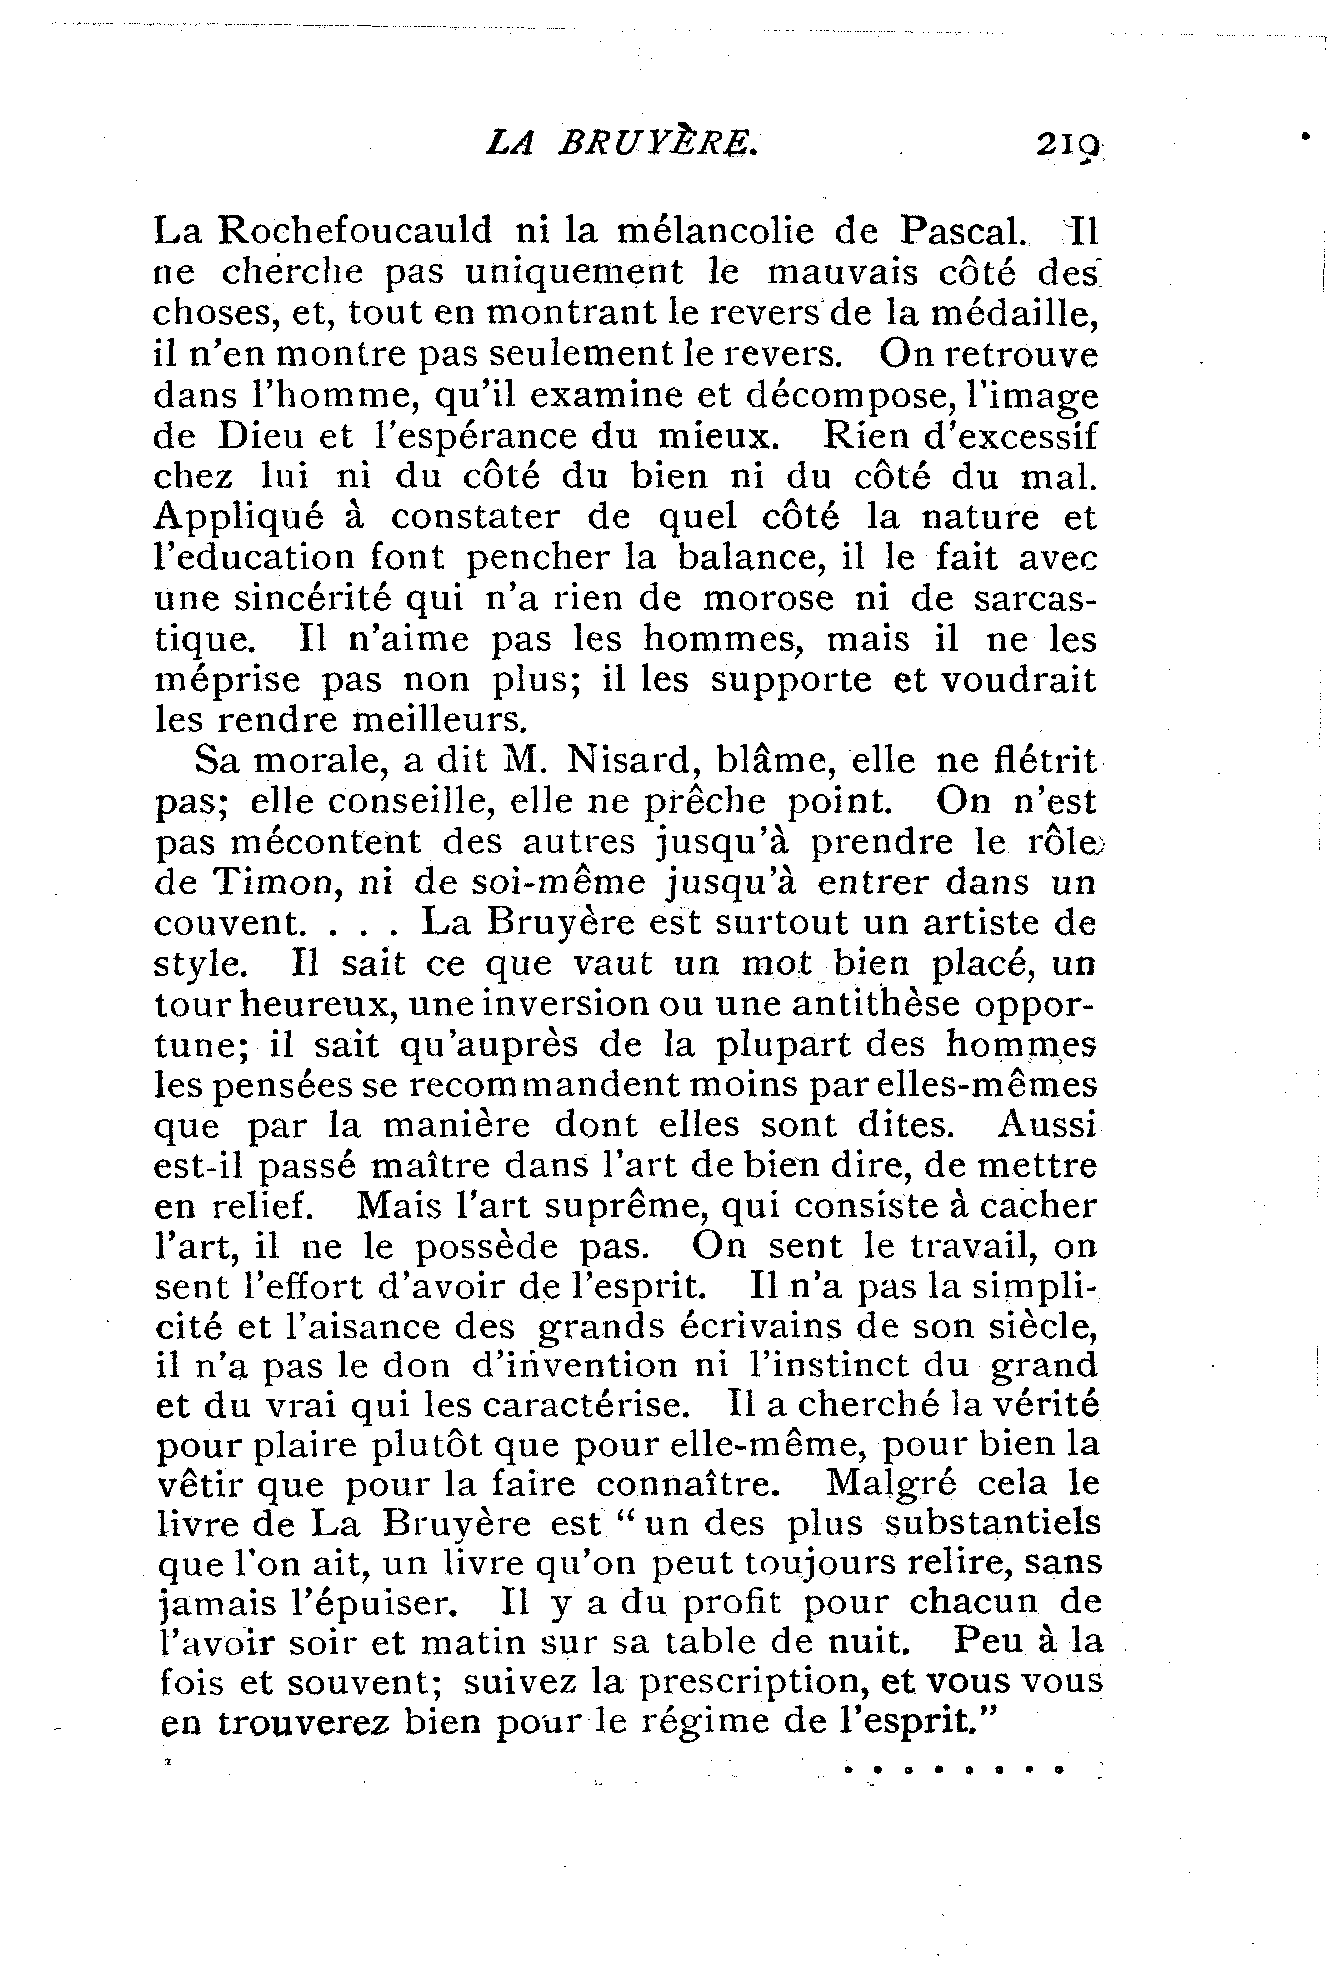 LA BRUYÈRE. 219
La Rochefoucauld ni la mélancolie de Pascal. Il
ne cherche pas uniquement le mauvais côté des
choses, et, tout en montrant le revers de la médaille,
il n'en montre pas seulement le revers. On retrouve
dans l'homme, qu'il examine et décompose, l'image
de Dieu et l'espérance du mieux. Rien d'excessif
chez lui ni du côté du bien ni du côté du mal.
Appliqué à constater de quel côté la nature et
l'education font pencher la balance, il le fait avec
une sincérité qui n'a rien de morose ni de sarcas-
tique. Il n'aime pas les hommes, mais il ne les
méprise pas non plus; il les supporte et voudrait
les rendre meilleurs.
Sa morale, a dit M. Nisard, blâme, elle ne flétrit
pas; elle conseille, elle ne prêche point. On n'est
pas mécontent des autres jusqu'à prendre le rôle
de Timon, ni de soi-même jusqu'à entrer dans un
couvent. . . . La Bruyère est surtout un artiste de
style. Il sait ce que vaut un mot bien placé, un
tour heureux, une inversion ou une antithèse oppor-
tune; il sait qu'auprès de la plupart des hommes
les pensées se recommandent moins par elles-mêmes
que par la manière dont elles sont dites. Aussi
est-il passé maître dans l'art de bien dire, de mettre
en relief. Mais l'art suprême, qui consiste à cacher
l'art, il ne le possède pas. On sent le travail, on
sent l'effort d'avoir de l'esprit. Il n'a pas la simpli-
cité et l'aisance des grands écrivains de son siècle,
il n'a pas le don d'invention ni l'instinct du grand
et du vrai qui les caractérise. Il a cherché la vérité
pour plaire plutôt que pour elle-même, pour bien la
vêtir que pour la faire connaître. Malgré cela le
livre de La Bruyère est "un des plus substantiels
que l'on ait, un livre qu'on peut toujours relire, sans
jamais l'épuiser. Il y a du profit pour chacun de
l'avoir soir et matin sur sa table de nuit. Peu à la
fois et souvent; suivez la prescription, et vous vous
en trouverez bien pour le régime de l'esprit."
. . . . . . . .